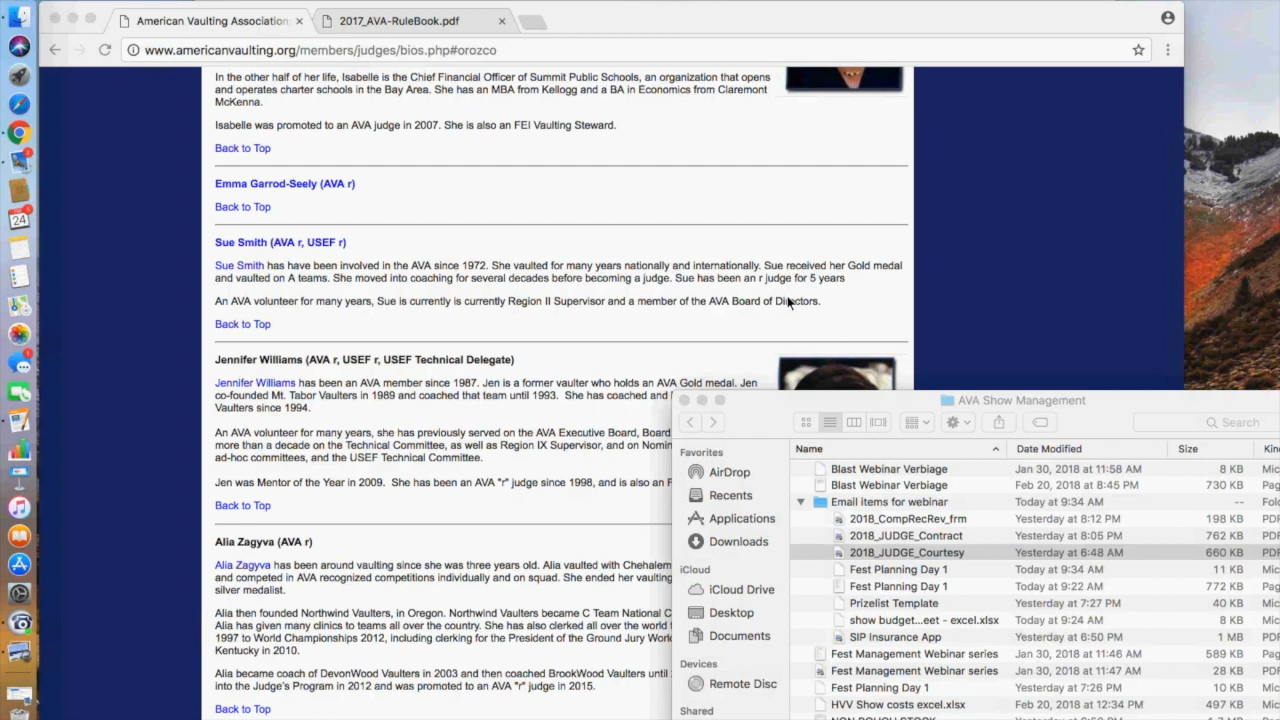 American Vaulting Association
2017_AVA-RuleBook.pdf
www.americanvaulting.org/members/judges/bios.php#orozco
In the other half of her life, Isabelle is the Chief Financial Officer of Summit Public Schools, an organization that opens
and operates charter schools in the Bay Area. She has an MBA from Kellogg and a BA in Economics from Claremont
McKenna.
Isabelle was promoted to an AVA judge in 2007. She is also an FEI Vaulting Steward.
Back to Top
Emma Garrod-Seely (AVA r)
Back to Top
Sue Smith (AVA r, USEF r)
Sue Smith has have been involved in the AVA since 1972. She vaulted for many years nationally and internationally. Sue received her Gold medal
and vaulted on A teams. She moved into coaching for several decades before becoming a judge. Sue has been an r judge for 5 years
An AVA volunteer for many years, Sue is currently is currently Region II Supervisor and a member of the AVA Board of Directors.
Back to Top
Jennifer Williams (AVA r, USEF r, USEF Technical Delegate)
Jennifer Williams has been an AVA member since 1987. Jen is a former vaulter who holds an AVA Gold medal. Jen
co-founded Mt. Tabor Vaulters in 1989 and coached that team until 1993. She has coached and
Vaulters since 1994.
An AVA volunteer for many years, she has previously served on the AVA Executive Board, Board
more than a decade on the Technical Committee, as well as Region IX Supervisor, and on Nomin
ad-hoc committees, and the USEF Technical Committee.
Jen was Mentor of the Year in 2009. She has been an AVA "r" judge since 1998, and is also an F
Back to Top
Alia Zagyva (AVA r)
Alia Zagyva has been around vaulting since she was three years old. Alia vaulted with Chehalem
and competed in AVA recognized competitions individually and on squad. She ended her vaulting
silver medalist.
Alia then founded Northwind Vaulters, in Oregon. Northwind Vaulters became C Team National C
Alia has given many clinics to teams all over the country. She has also clerked all over the world
1997 to World Championships 2012, including clerking for the President of the Ground Jury World
Kentucky in 2010.
Alia became coach of DevonWood Vaulters in 2003 and then coached BrookWood Vaulters until
into the Judge's Program in 2012 and was promoted to an AVA "r" judge in 2015.
Back to Top
24
AVA Show Management
Search
Favorites
AirDrop
Recents
Applications
Downloads
iCloud
iCloud Drive
Desktop
Documents
Devices
Remote Disc
Shared
Name Date Modified Size Kin
Blast Webinar Verbiage Jan 30, 2018 at 11:58 AM 8 KB Pag
Blast Webinar Verbiage Feb 20, 2018 at 8:45 PM 730 KB Pag
Email items for webinar Today at 9:34 AM -- Fol
2018_CompRecRev_frm Yesterday at 8:12 PM 198 KB PDF
2018_JUDGE_Contract Yesterday at 8:05 PM 762 KB PDF
2018_JUDGE_Courtesy Yesterday at 6:48 AM 660 KB PDF
Fest Planning Day 1 Today at 9:34 AM 11 KB Mic
Fest Planning Day 1 Today at 9:22 AM 772 KB Pag
Prizelist Template Yesterday at 7:27 PM 40 KB Mic
show budget...eet - excel.xlsx Today at 9:24 AM 8 KB Mic
SIP Insurance App Yesterday at 6:50 PM 1 MB PDF
Fest Management Webinar series Jan 30, 2018 at 11:46 AM 589 KB Pag
Fest Management Webinar series Jan 30, 2018 at 11:47 AM 28 KB PDF
Fest Planning Day 1 Yesterday at 7:26 PM 10 KB Mic
HVV Show costs excel.xlsx Feb 20, 2018 at 12:34 PM 497 KB Mic